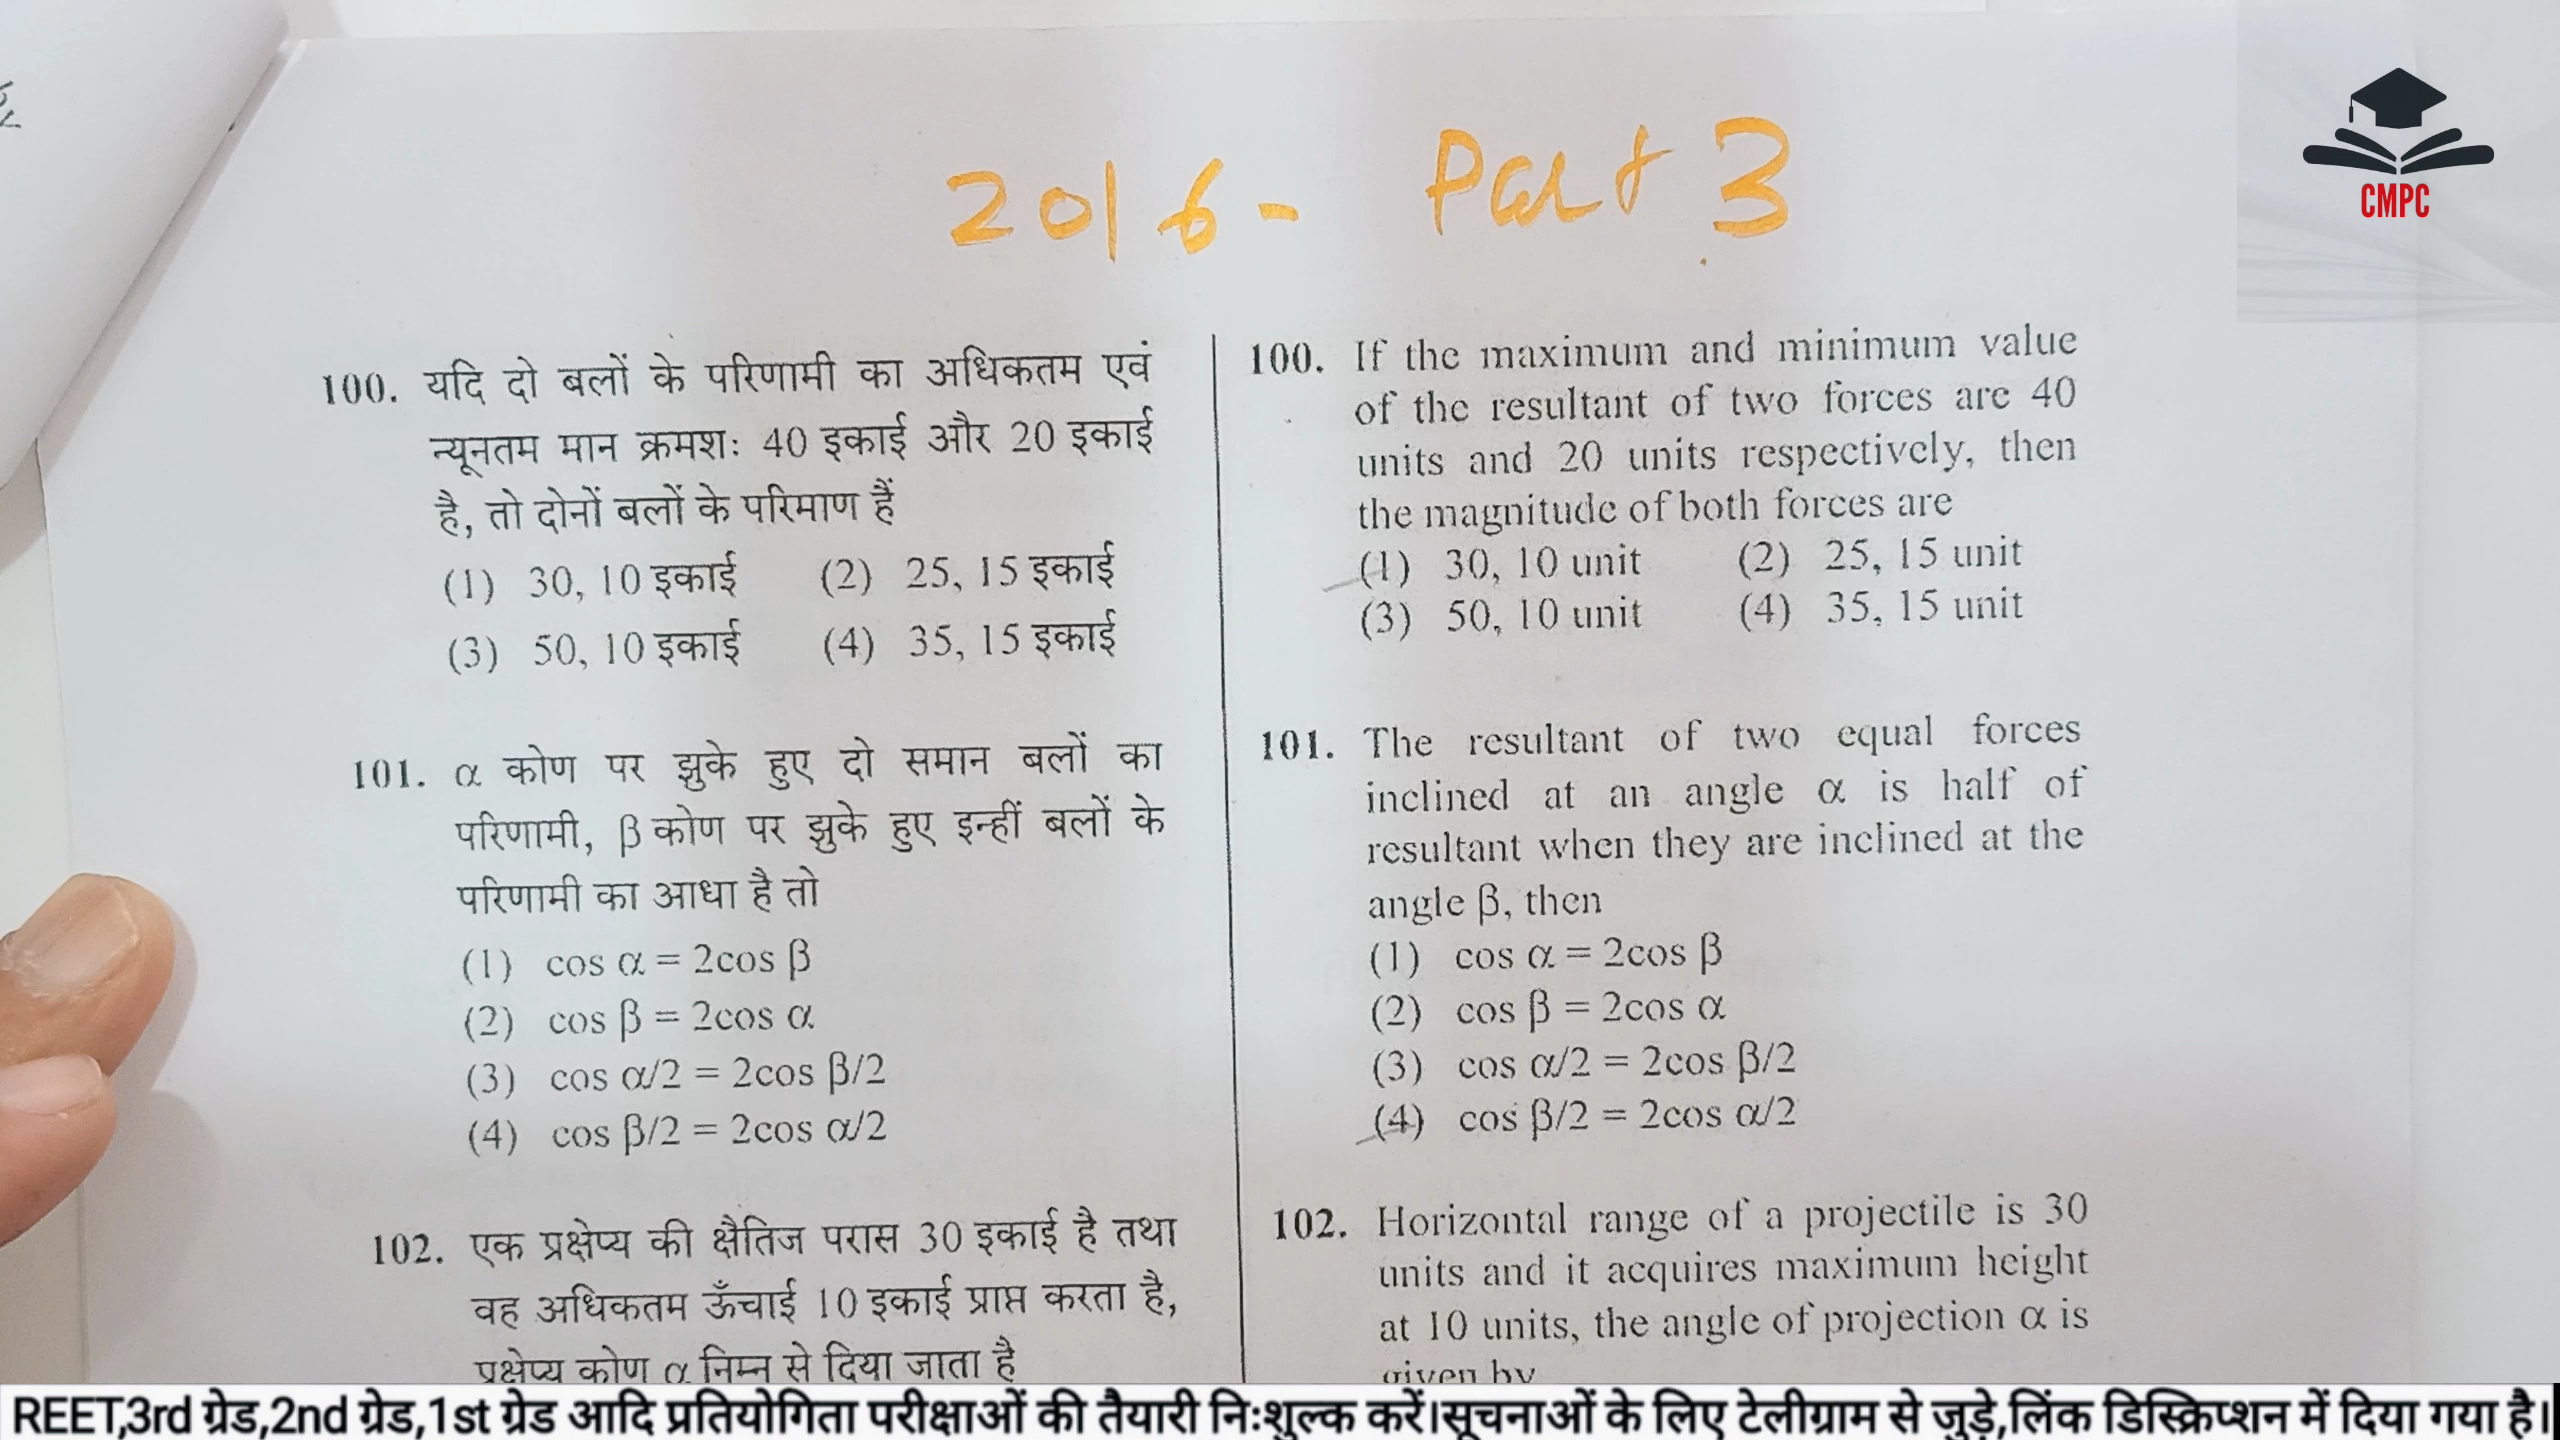 2016 - Part 3
CMPC
100. यदि दो बलों के परिणामी का अधिकतम एवं
न्यूनतम मान क्रमशः 40 इकाई और 20 इकाई
है, तो दोनों बलों के परिमाण हैं
(1) 30, 10 इकाई (2) 25, 15 इकाई
(3) 50, 10 इकाई (4) 35, 15 इकाई
101. α कोण पर झुके हुए दो समान बलों का
परिणामी, β कोण पर झुके हुए इन्हीं बलों के
परिणामी का आधा है तो
(1) cos α = 2cos β
(2) cos β = 2cos α
(3) cos α/2 = 2cos β/2
(4) cos β/2 = 2cos α/2
102. एक प्रक्षेप्य की क्षैतिज परास 30 इकाई है तथा
वह अधिकतम ऊँचाई 10 इकाई प्राप्त करता है,
प्रक्षेप्य कोण α निम्न से दिया जाता है
100. If the maximum and minimum value
of the resultant of two forces are 40
units and 20 units respectively, then
the magnitude of both forces are
(1) 30, 10 unit (2) 25, 15 unit
(3) 50, 10 unit (4) 35, 15 unit
101. The resultant of two equal forces
inclined at an angle α is half of
resultant when they are inclined at the
angle β, then
(1) cos α = 2cos β
(2) cos β = 2cos α
(3) cos α/2 = 2cos β/2
(4) cos β/2 = 2cos α/2
102. Horizontal range of a projectile is 30
units and it acquires maximum height
at 10 units, the angle of projection α is
given by
REET,3rd ग्रेड,2nd ग्रेड,1st ग्रेड आदि प्रतियोगिता परीक्षाओं की तैयारी निःशुल्क करें।सूचनाओं के लिए टेलीग्राम से जुड़े,लिंक डिस्क्रिप्शन में दिया गया है।